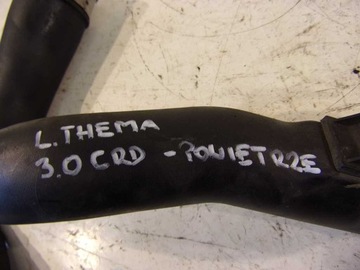 L.THEMA
3.0 CRD - POWIETRZE